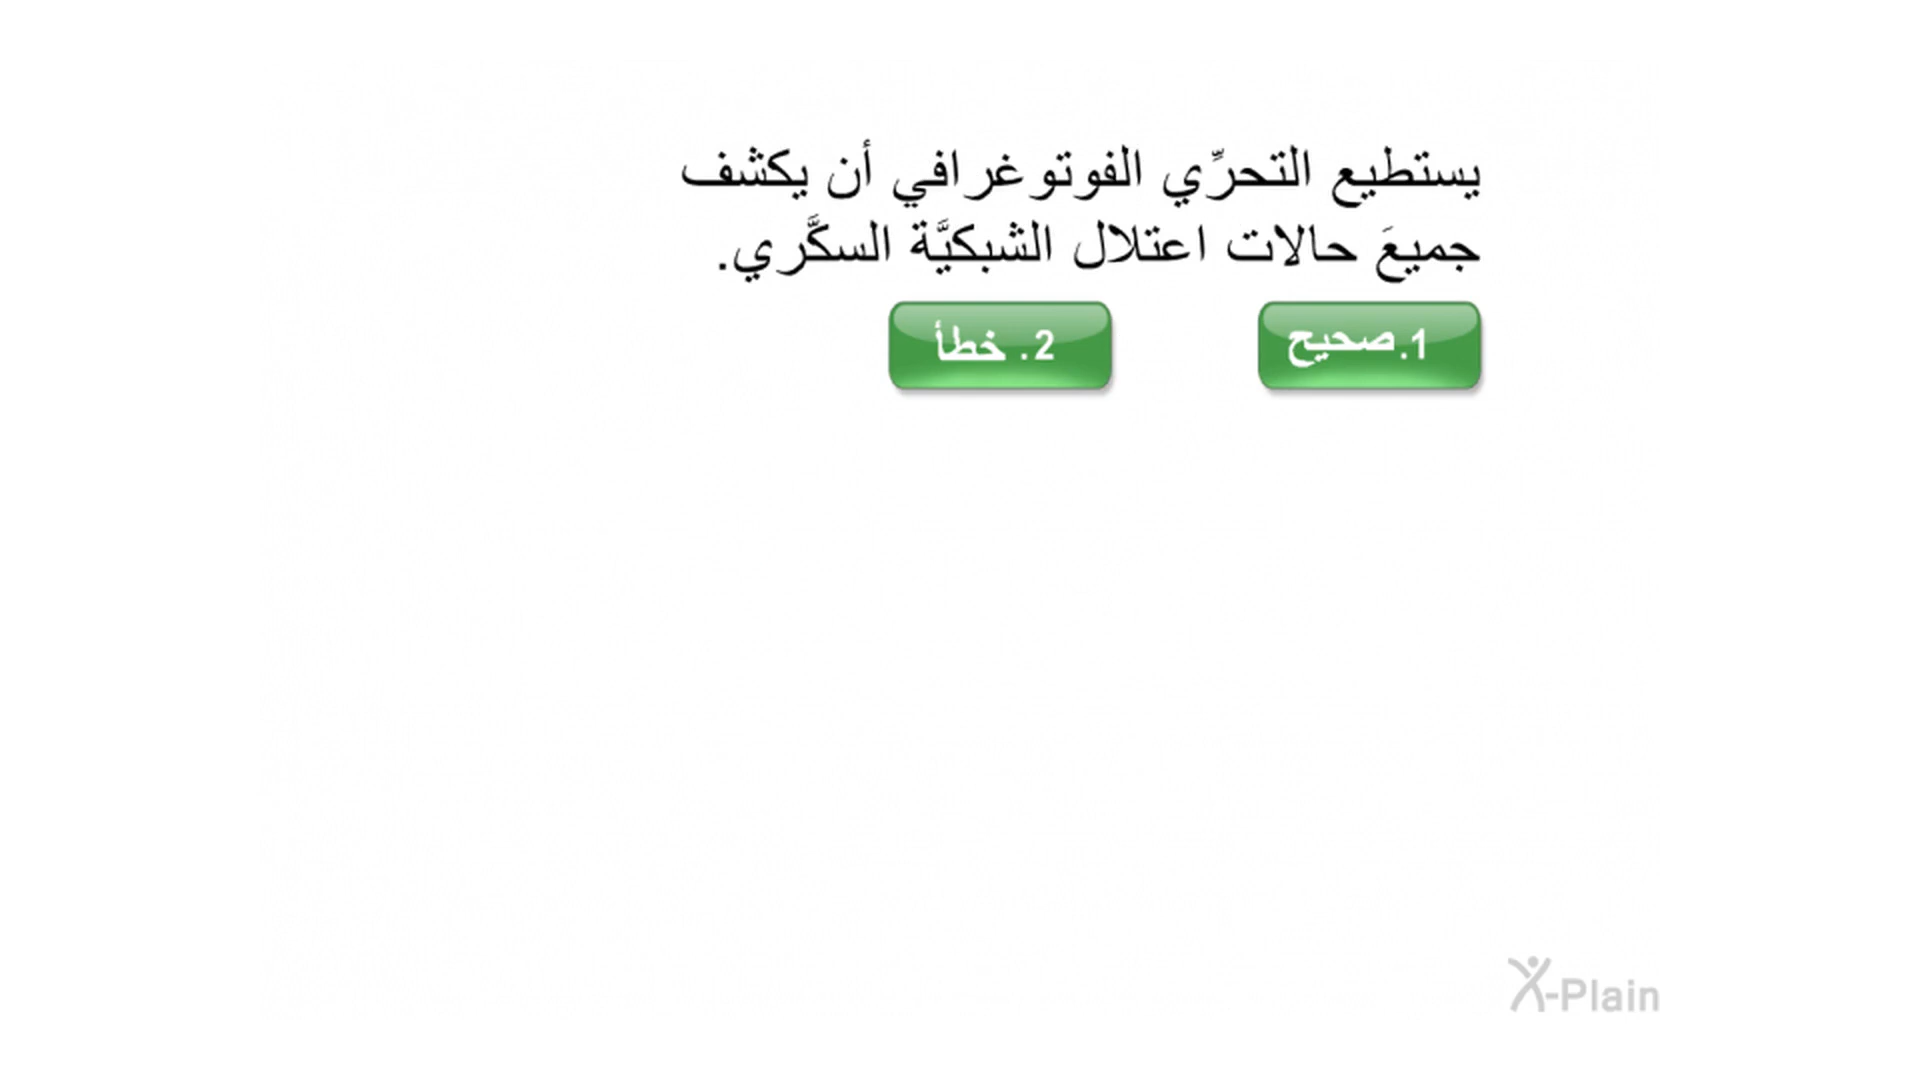 يستطيع التحرِّي الفوتوغرافي أن يكشف
جميعَ حالات اعتلال الشبكيَّة السكَّري.
1. صحيح
2. خطأ
X-Plain